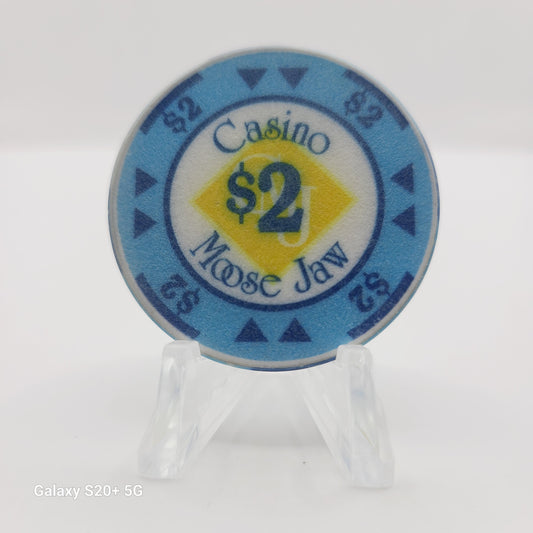 $2 $2
Casino
$2
Moose Jaw
$2 $2
Galaxy S20+ 5G